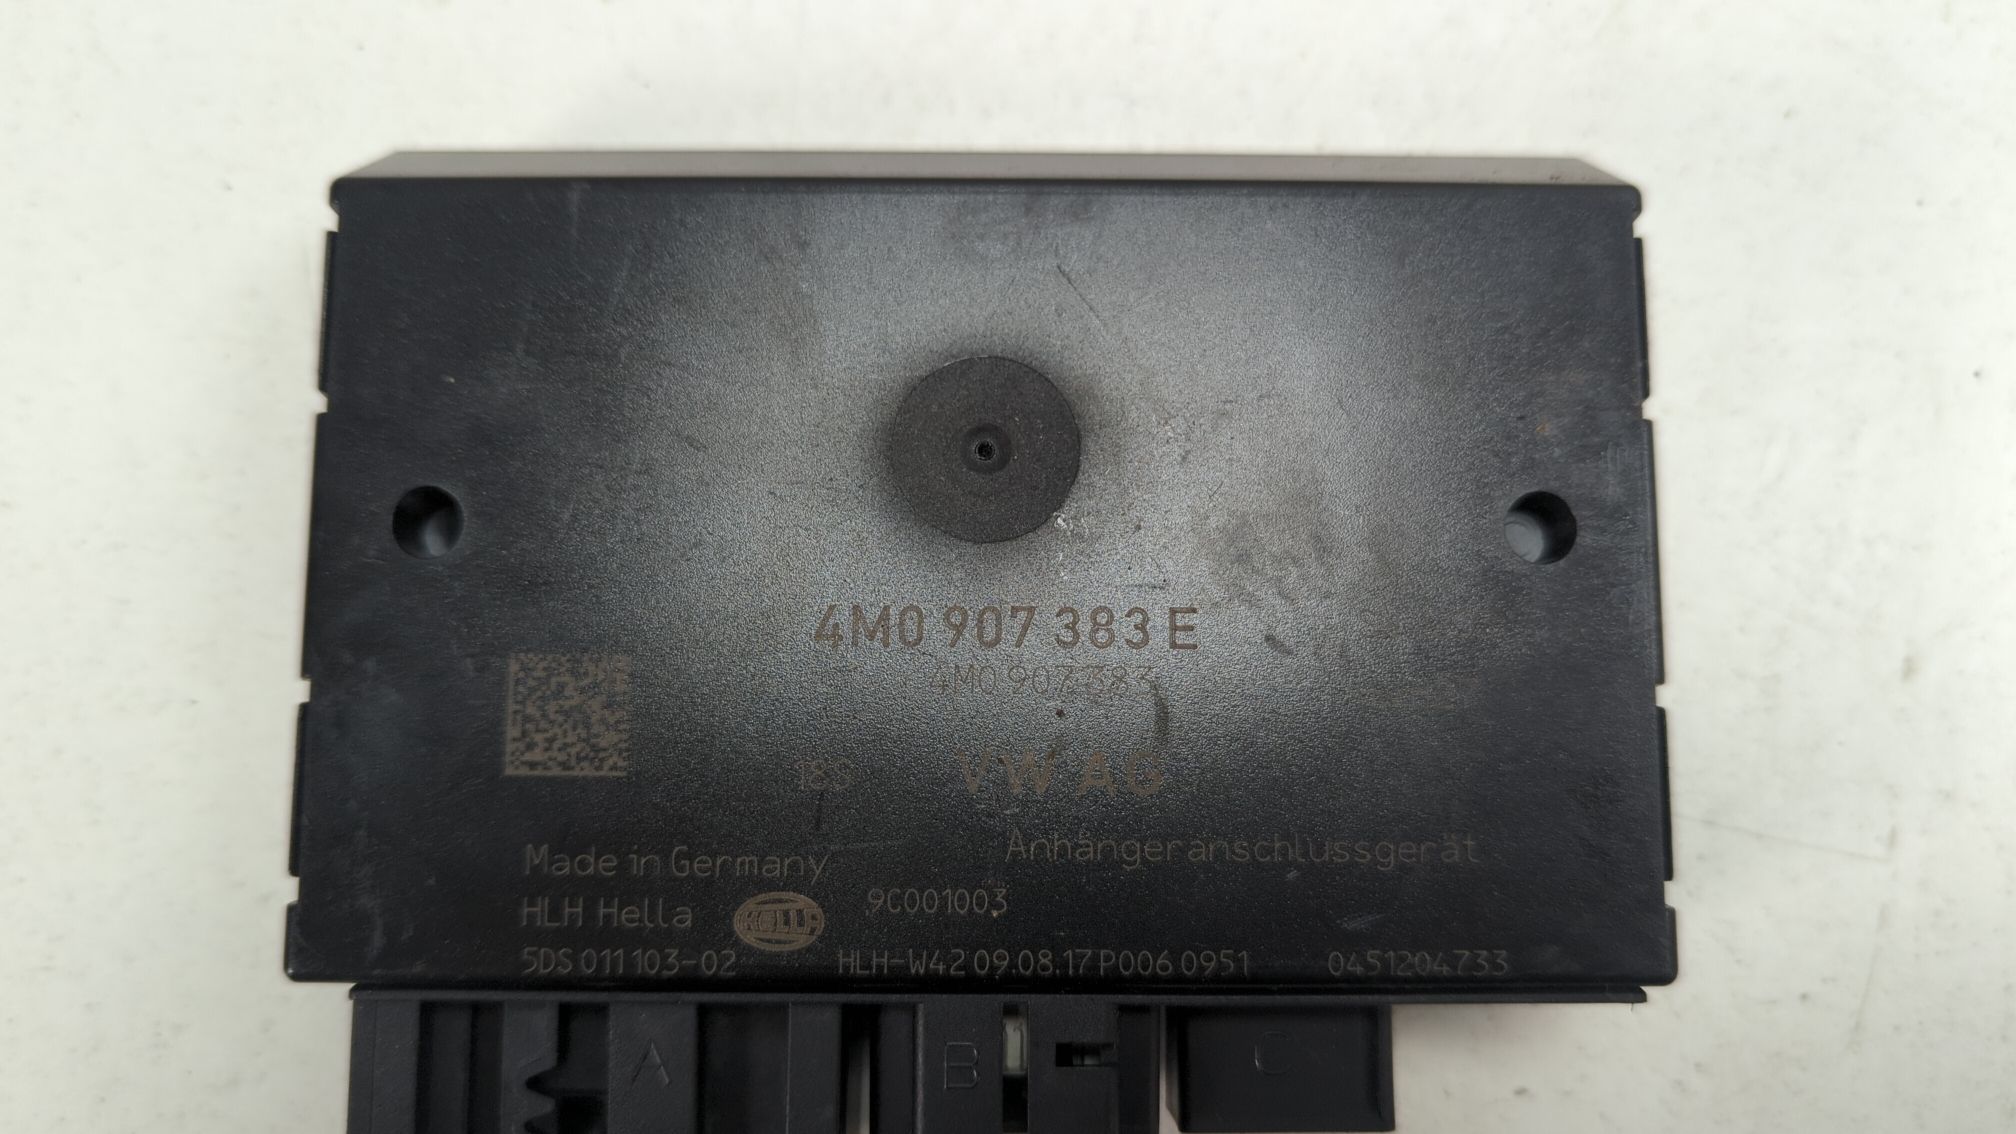 4M0 907 383 E
4M0 907 383
18S VW AG
Made in Germany Anhängeranschlussgerät
HLH Hella HELLA 9C001003
5DS 011 103-02 HLH-W42 09.08.17 P006 0951 0451204733
A B C